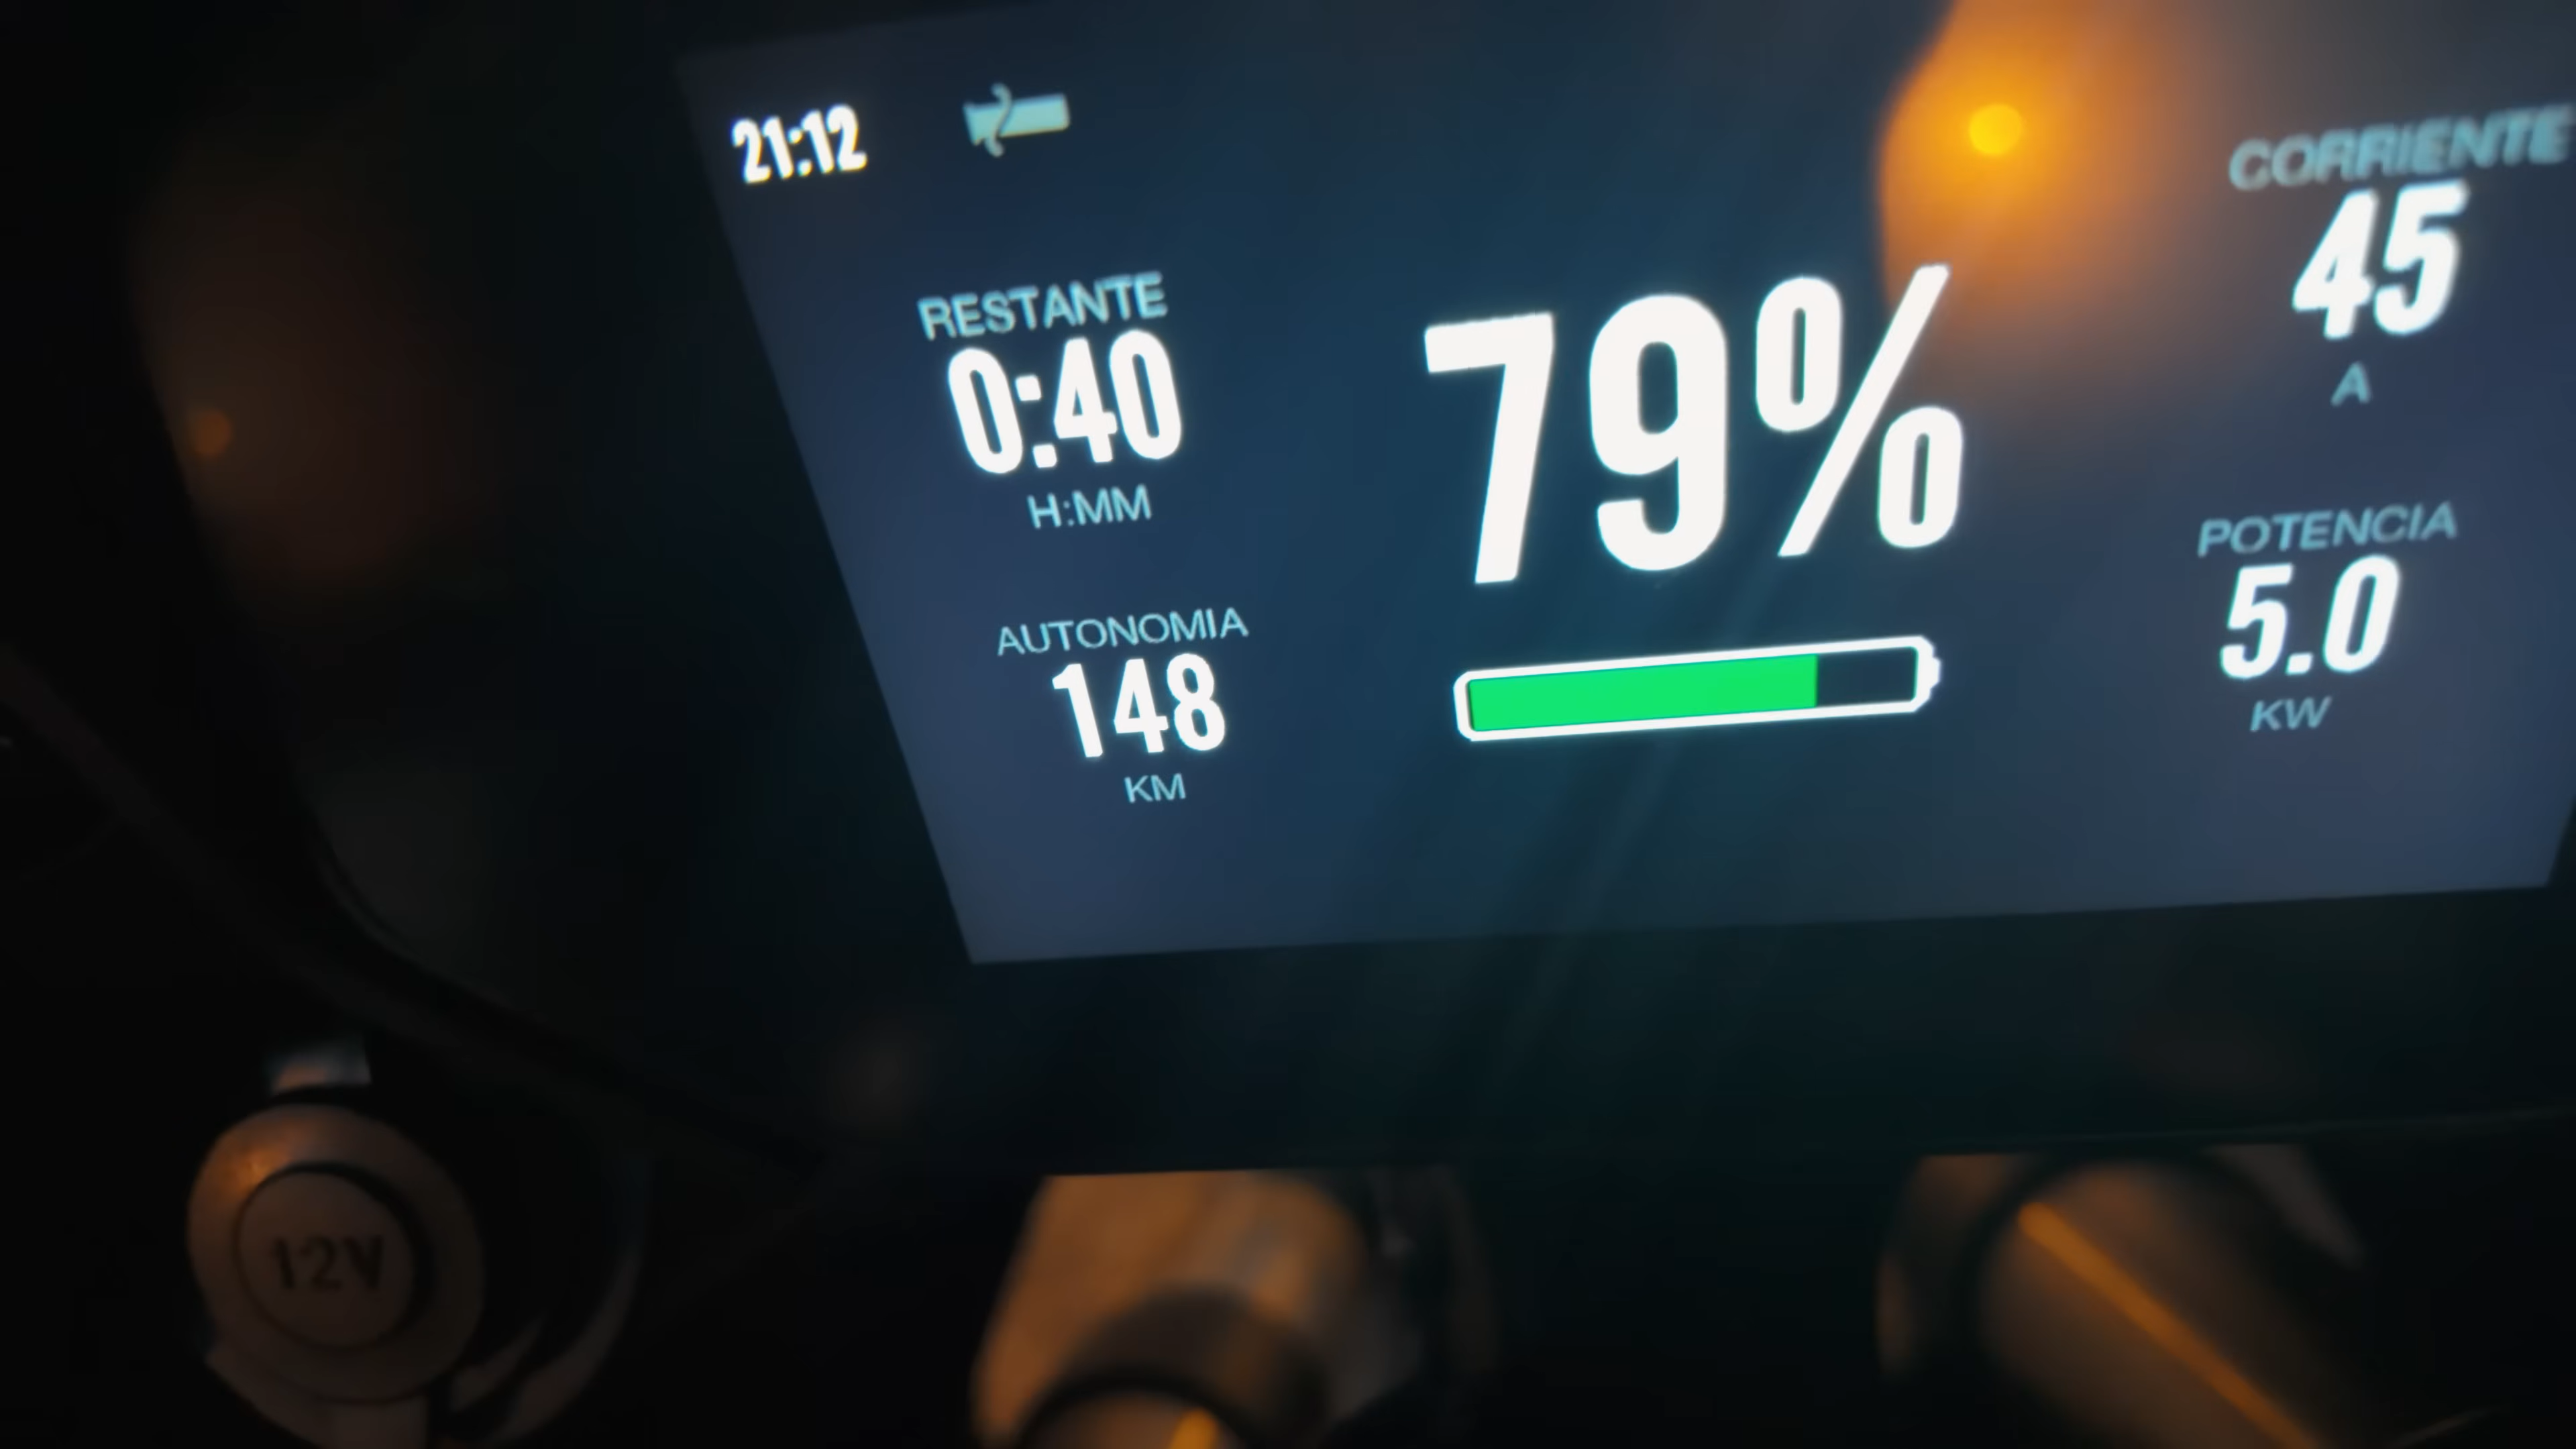 21:12
RESTANTE
0:40
H:MM
AUTONOMIA
148
KM
79%
CORRIENTE
45
A
POTENCIA
5.0
KW
12V